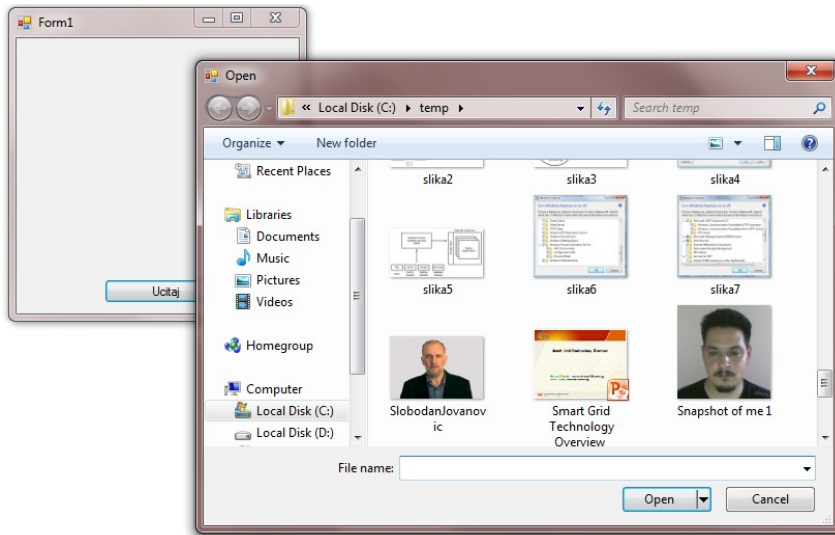 Form1
Ucitaj
Open
« Local Disk (C:) ▸ temp ▸
Search temp
Organize
New folder
Recent Places
Libraries
Documents
Music
Pictures
Videos
Homegroup
Computer
Local Disk (C:)
Local Disk (D:)
slika2
slika3
slika4
slika5
slika6
slika7
SlobodanJovanov
ic
Smart Grid
Technology
Overview
Snapshot of me 1
File name:
Open
Cancel